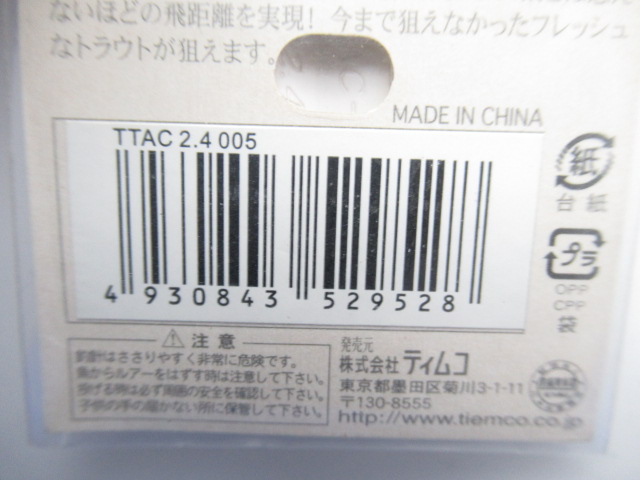 ないほどの飛距離を実現！今まで狙えなかったフレッシュ
なトラウトが狙えます。
MADE IN CHINA
TTAC 2.4 005
4 930843 529528
紙
台紙
プラ
OPP
CPP
袋
⚠注意
釣針はささりやすく非常に危険です。
魚からルアーをはずす時は注意して下さい。
投げる時は必ず周囲の安全を確認して下さい。
子供の手の届かない所に保管して下さい。
発売元
株式会社 ティムコ
東京都墨田区菊川3-1-11
〒130-8555
http://www.tiemco.co.jp